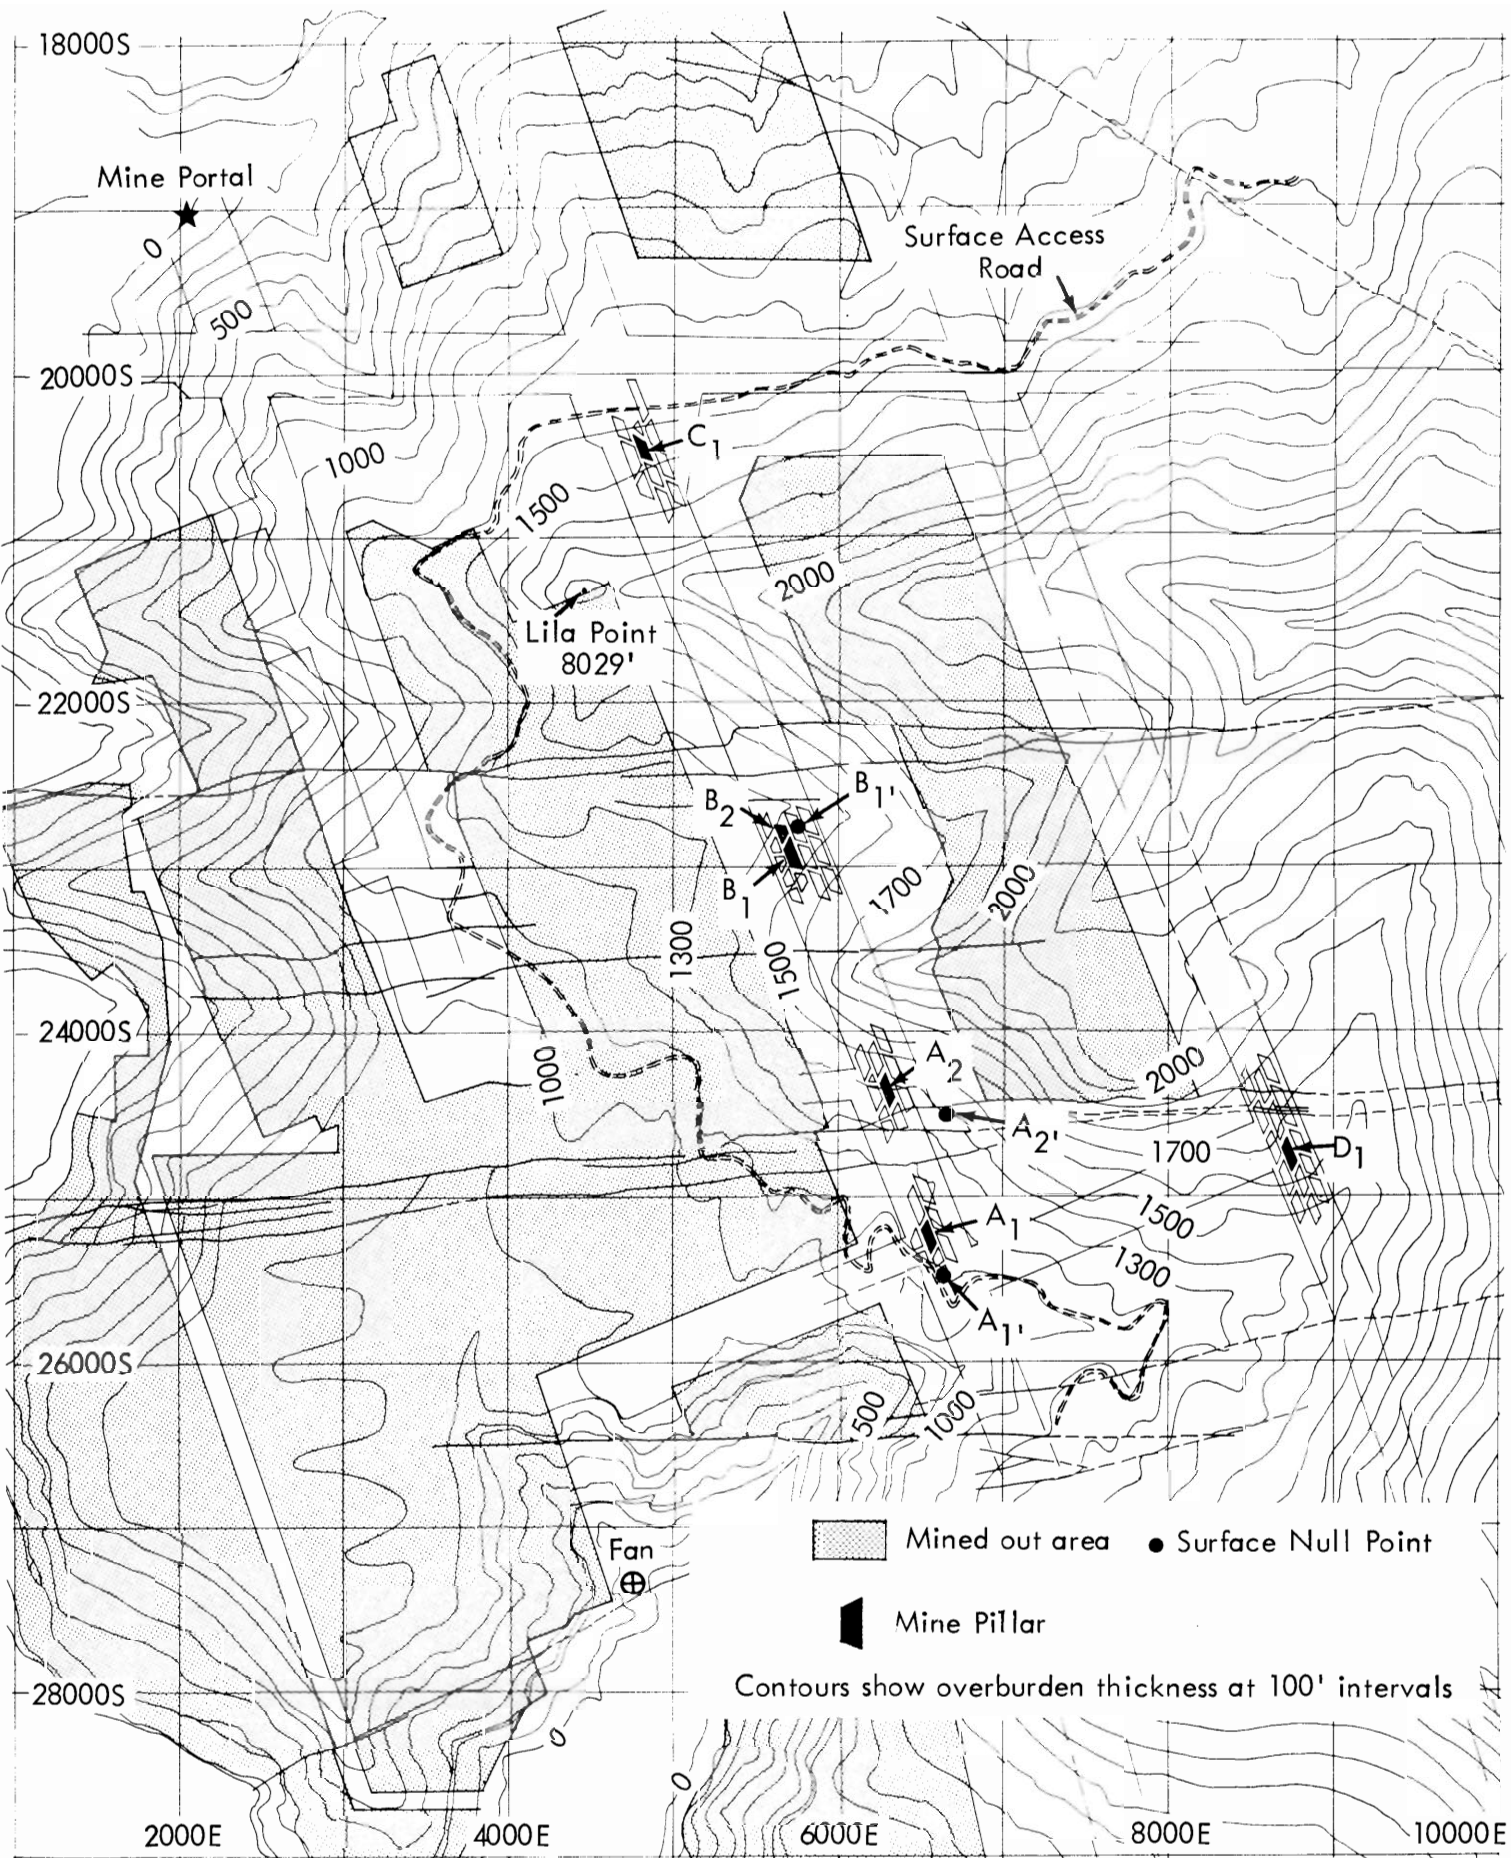 18000S
Mine Portal
0
Surface Access
Road
500
20000S
C1
1000
1500
2000
Lila Point
8029'
22000S
B2
B1'
B1
1700
2000
1300
1500
24000S
1000
A2
2000
A2'
1700
D1
A1
1500
1300
A1'
26000S
500
1000
Fan
Mined out area
Surface Null Point
Mine Pillar
28000S
Contours show overburden thickness at 100' intervals
0
0
2000E
4000E
6000E
8000E
10000E